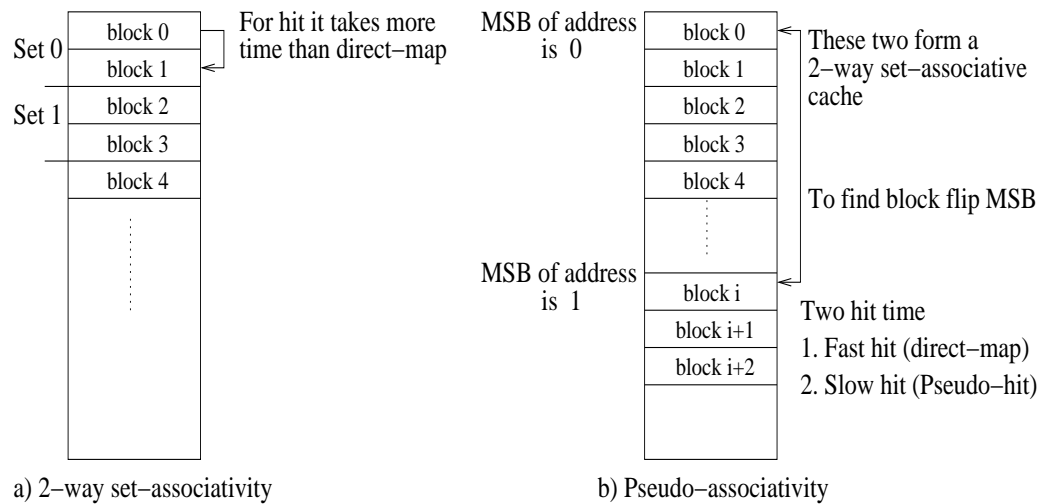 Set 0
Set 1
block 0
block 1
block 2
block 3
block 4
For hit it takes more
time than direct−map
a) 2−way set−associativity
MSB of address
is 0
block 0
block 1
block 2
block 3
block 4
MSB of address
is 1
block i
block i+1
block i+2
These two form a
2−way set−associative
cache
To find block flip MSB
Two hit time
1. Fast hit (direct−map)
2. Slow hit (Pseudo−hit)
b) Pseudo−associativity